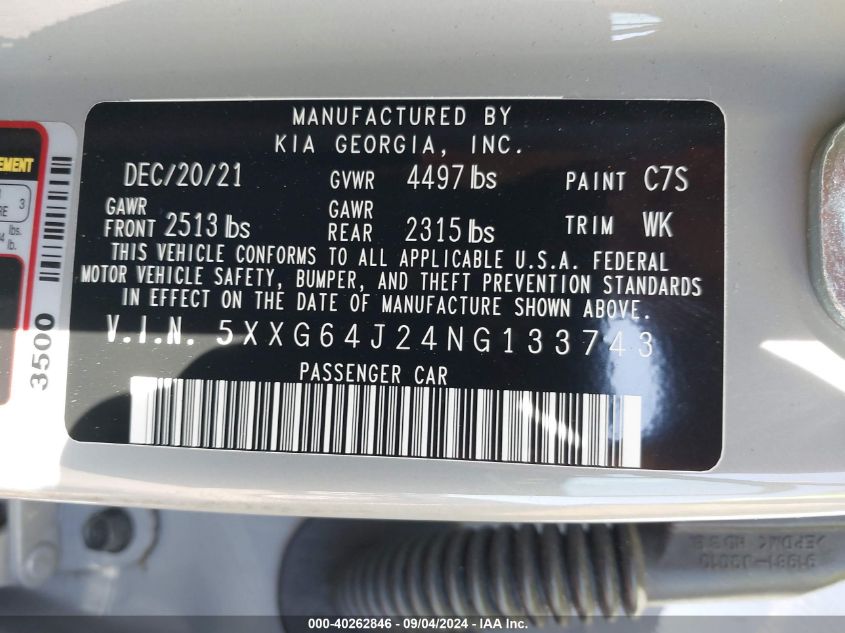 MANUFACTURED BY
KIA GEORGIA, INC.
DEC/20/21 GVWR 4497 lbs PAINT C7S
GAWR FRONT 2513 lbs GAWR REAR 2315 lbs TRIM WK
THIS VEHICLE CONFORMS TO ALL APPLICABLE U.S.A. FEDERAL
MOTOR VEHICLE SAFETY, BUMPER, AND THEFT PREVENTION STANDARDS
IN EFFECT ON THE DATE OF MANUFACTURE SHOWN ABOVE.
V.I.N. 5XXG64J24NG133743
PASSENGER CAR
3500
3
lbs.
lb.
000-40262846 - 09/04/2024 - IAA Inc.